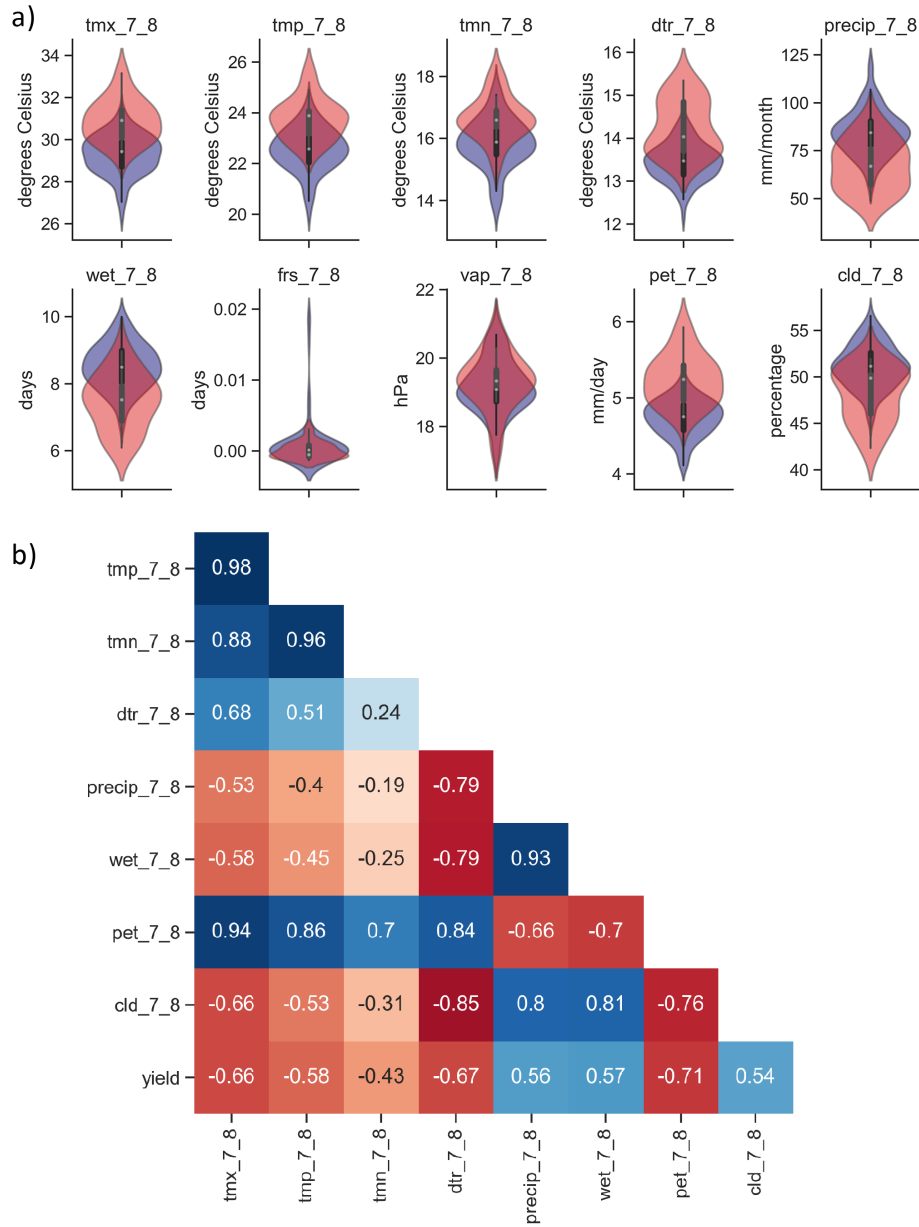 a)
tmx_7_8 tmp_7_8 tmn_7_8 dtr_7_8 precip_7_8
degrees Celsius
34
32
30
28
26
degrees Celsius
26
24
22
20
degrees Celsius
18
16
14
degrees Celsius
16
15
14
13
12
mm/month
125
100
75
50
wet_7_8 frs_7_8 vap_7_8 pet_7_8 cld_7_8
days
10
8
6
days
0.02
0.01
0.00
hPa
22
20
18
mm/day
6
5
4
percentage
55
50
45
40
b)
tmp_7_8 0.98
tmn_7_8 0.88 0.96
dtr_7_8 0.68 0.51 0.24
precip_7_8 -0.53 -0.4 -0.19 -0.79
wet_7_8 -0.58 -0.45 -0.25 -0.79 0.93
pet_7_8 0.94 0.86 0.7 0.84 -0.66 -0.7
cld_7_8 -0.66 -0.53 -0.31 -0.85 0.8 0.81 -0.76
yield -0.66 -0.58 -0.43 -0.67 0.56 0.57 -0.71 0.54
tmx_7_8 tmp_7_8 tmn_7_8 dtr_7_8 precip_7_8 wet_7_8 pet_7_8 cld_7_8